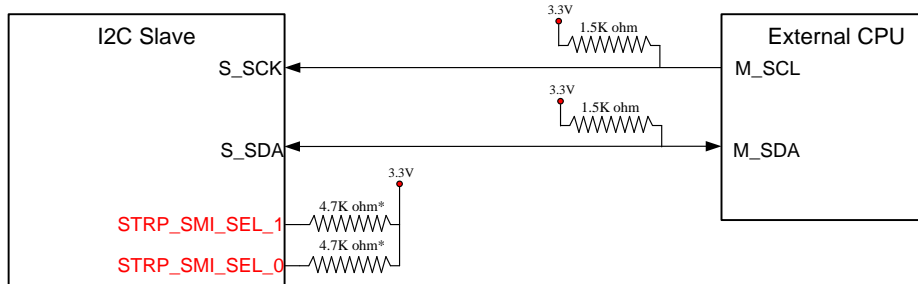 I2C Slave
3.3V
1.5K ohm
External CPU
S_SCK
M_SCL
3.3V
1.5K ohm
S_SDA
M_SDA
3.3V
4.7K ohm*
STRP_SMI_SEL_1
4.7K ohm*
STRP_SMI_SEL_0